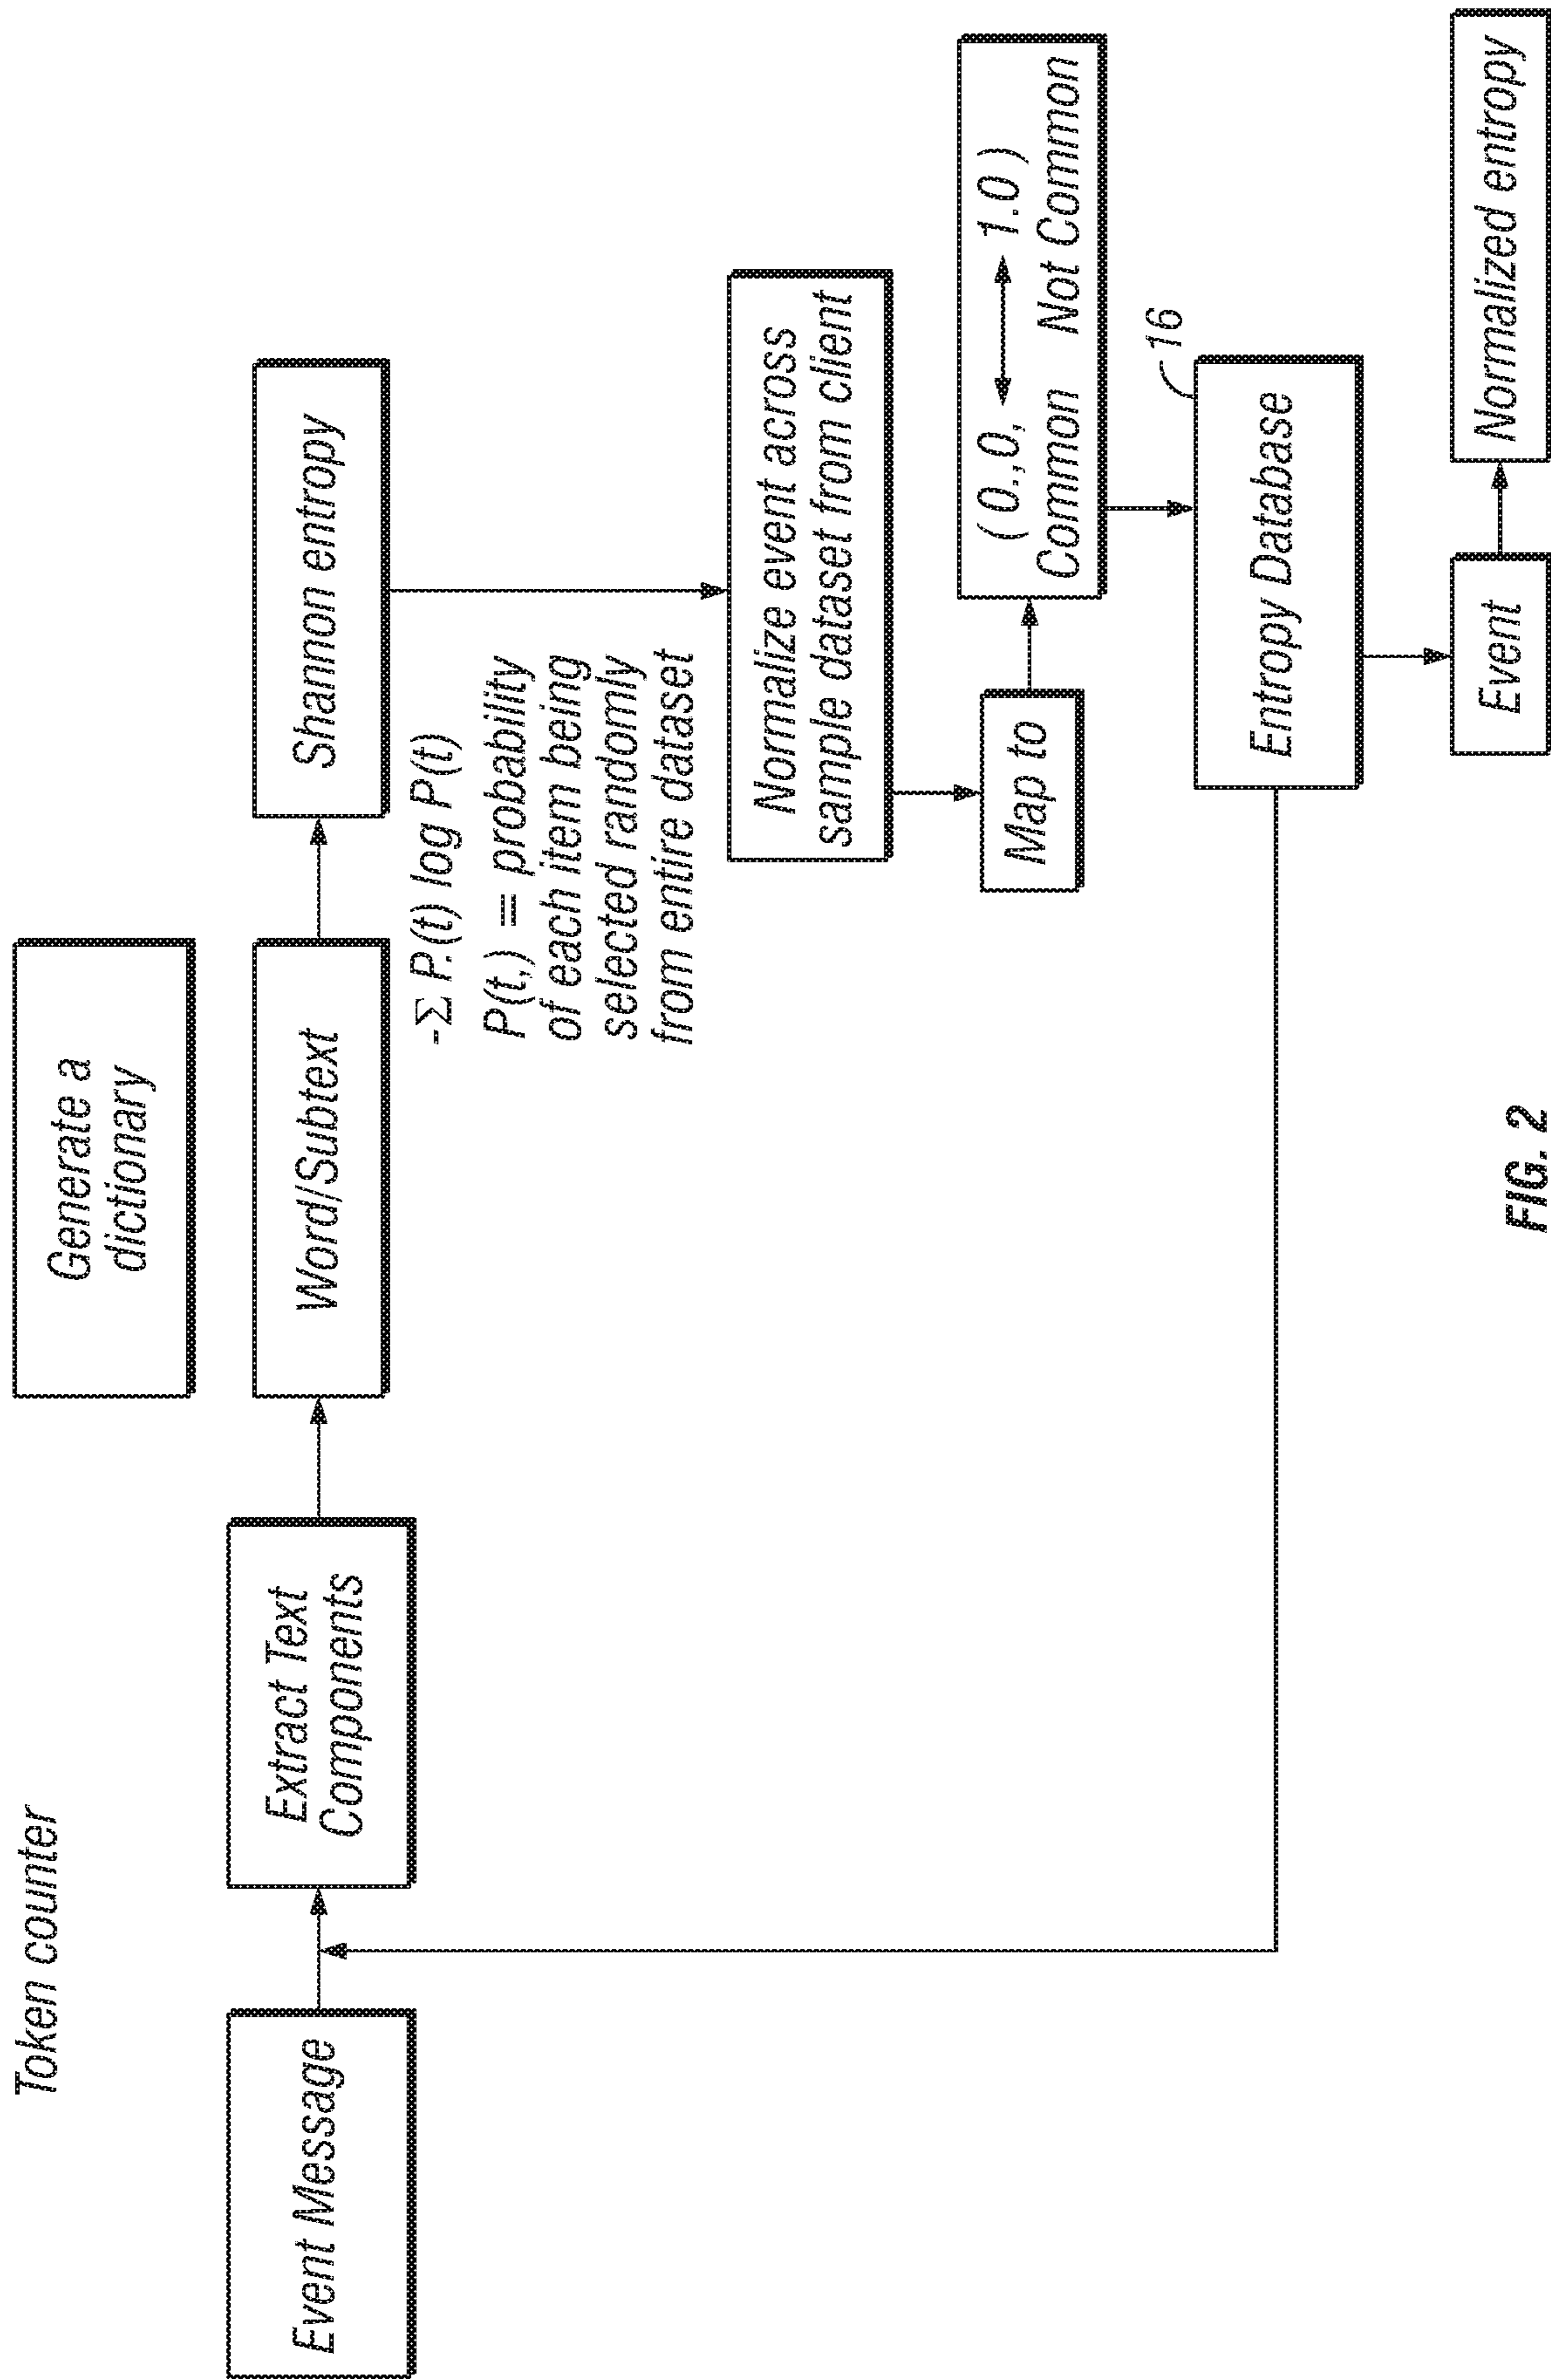 Token counter
Generate a
dictionary
Event Message
Extract Text
Components
Word/Subtext
Shannon entropy
-Σ P.(t) log P(t)
P(t,) = probability
of each item being
selected randomly
from entire dataset
Normalize event across
sample dataset from client
Map to
( 0.,0, 1.0 )
Common Not Common
16
Entropy Database
Event
Normalized entropy
FIG. 2